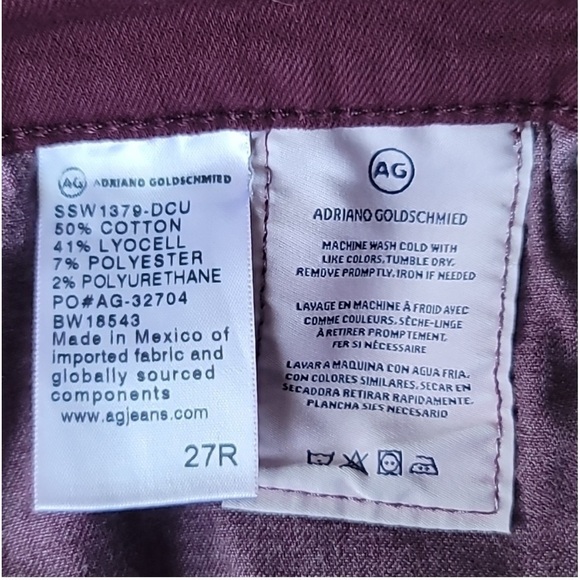 AG ADRIANO GOLDSCHMIED
SSW1379-DCU
50% COTTON
41% LYOCELL
7% POLYESTER
2% POLYURETHANE
PO#AG-32704
BW18543
Made in Mexico of
imported fabric and
globally sourced
components
www.agjeans.com
27R
AG
ADRIANO GOLDSCHMIED
MACHINE WASH COLD WITH
LIKE COLORS, TUMBLE DRY.
REMOVE PROMPTLY, IRON IF NEEDED
LAVAGE EN MACHINE À FROID AVEC
COMME COULEURS, SÈCHE-LINGE
À RETIRER PROMPTEMENT.
FER SI NÉCESSAIRE
LAVAR A MAQUINA CON AGUA FRIA.
CON COLORES SIMILARES, SECAR EN
SECADORA RETIRAR RAPIDAMENTE.
PLANCHA SIES NECESARIO